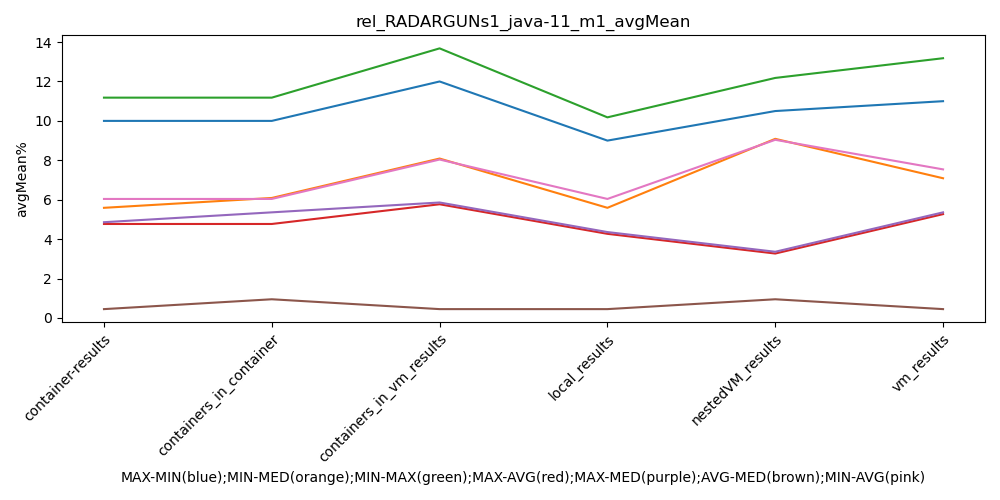 rel_RADARGUNs1_java-11_m1_avgMean
avgMean%
14
12
10
8
6
4
2
0
container-results
containers_in_container
containers_in_vm_results
local_results
nestedVM_results
vm_results
MAX-MIN(blue);MIN-MED(orange);MIN-MAX(green);MAX-AVG(red);MAX-MED(purple);AVG-MED(brown);MIN-AVG(pink)